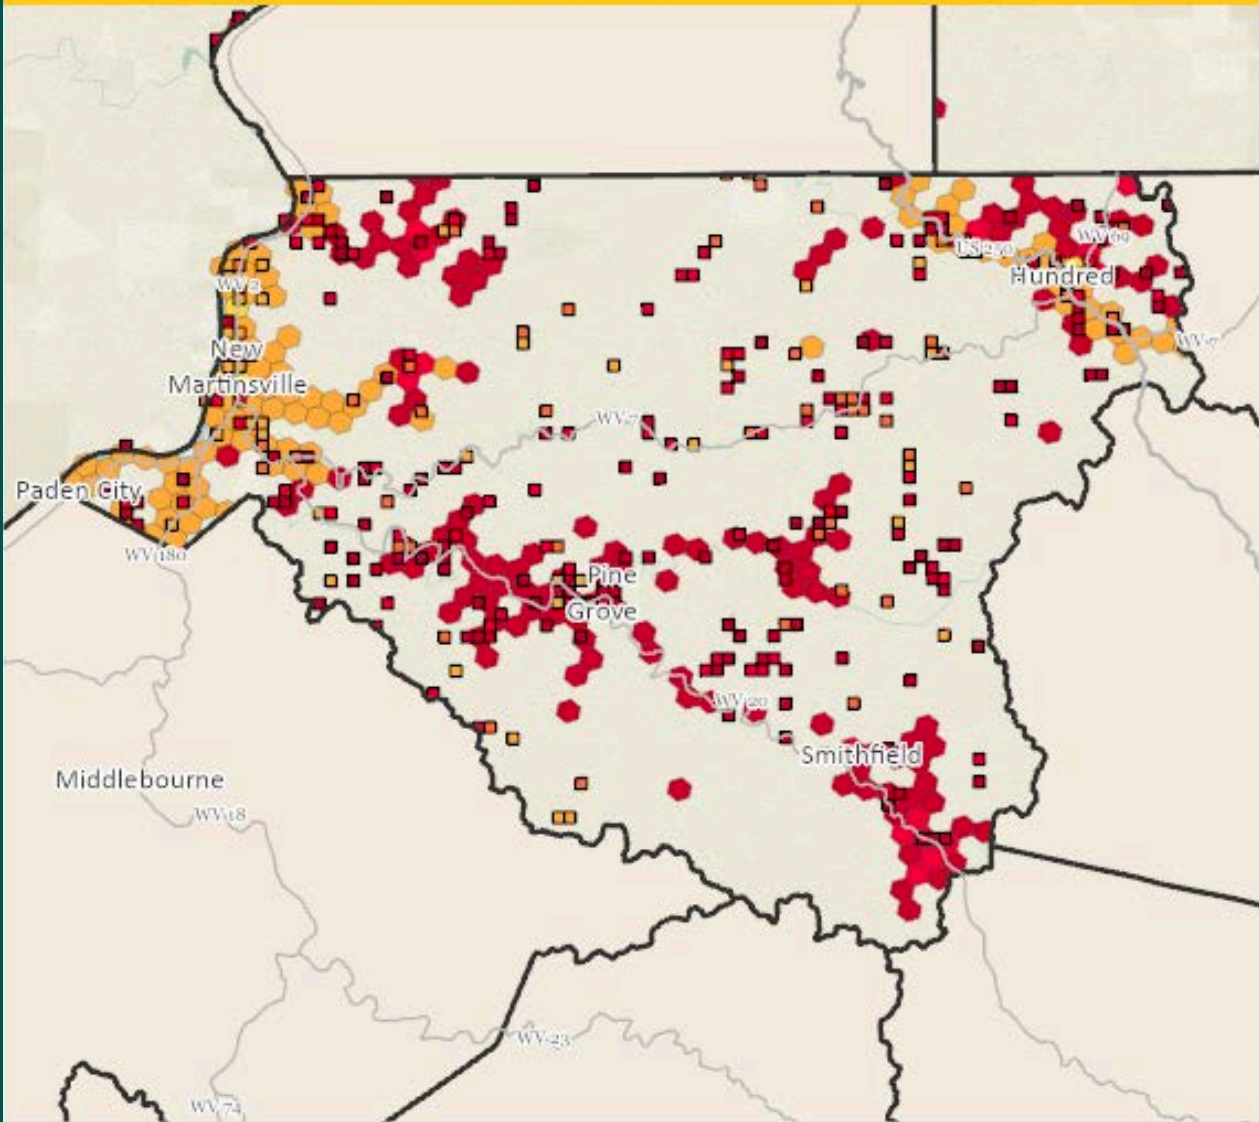 WV 69
US 250
Hundred
WV 2
WV 7
New
Martinsville
WV 7
Paden City
WV 180
Pine
Grove
WV 20
Smithfield
Middlebourne
WV 18
WV 23
WV 74